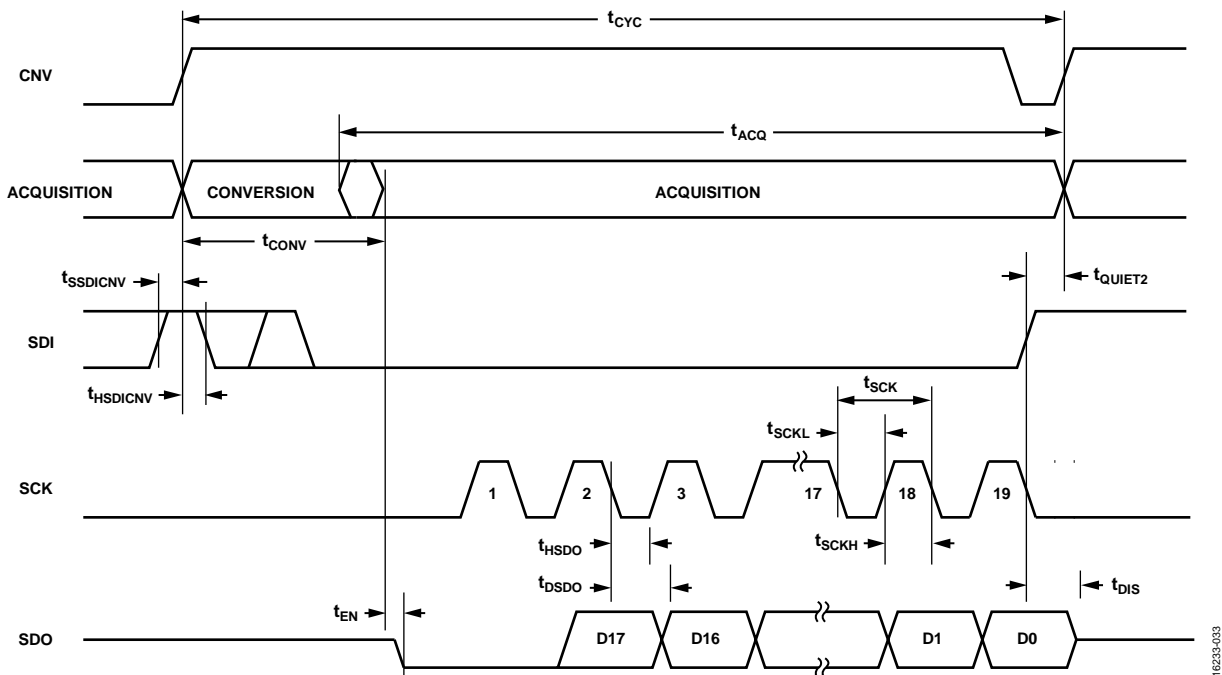 tCYC
CNV
tACQ
ACQUISITION
CONVERSION
ACQUISITION
tCONV
tSSDICNV
tQUIET2
SDI
tHSDICNV
tSCK
tSCKL
SCK
1
2
3
17
18
19
tHSDO
tSCKH
tDSDO
tDIS
tEN
SDO
D17
D16
D1
D0
16233-033